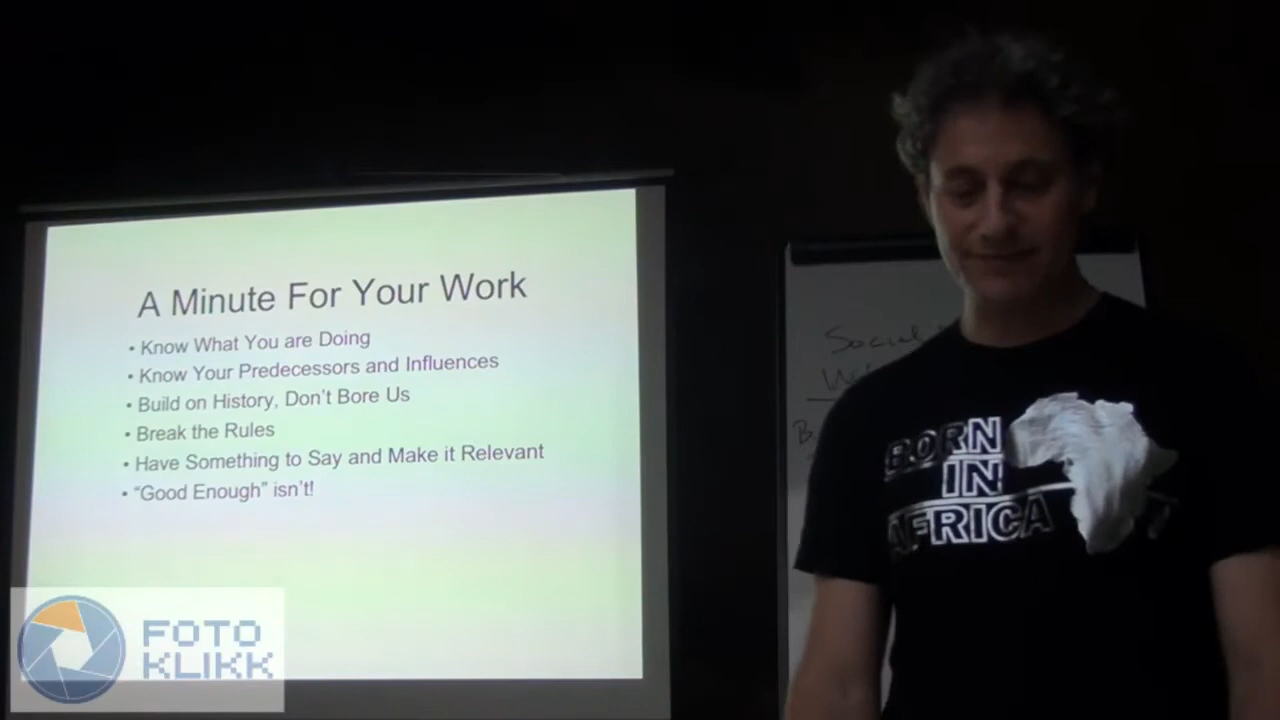 A Minute For Your Work
• Know What You are Doing
• Know Your Predecessors and Influences
• Build on History, Don't Bore Us
• Break the Rules
• Have Something to Say and Make it Relevant
• "Good Enough" isn't!
Social
BORN
IN
AFRICA
FOTO
KLIKK